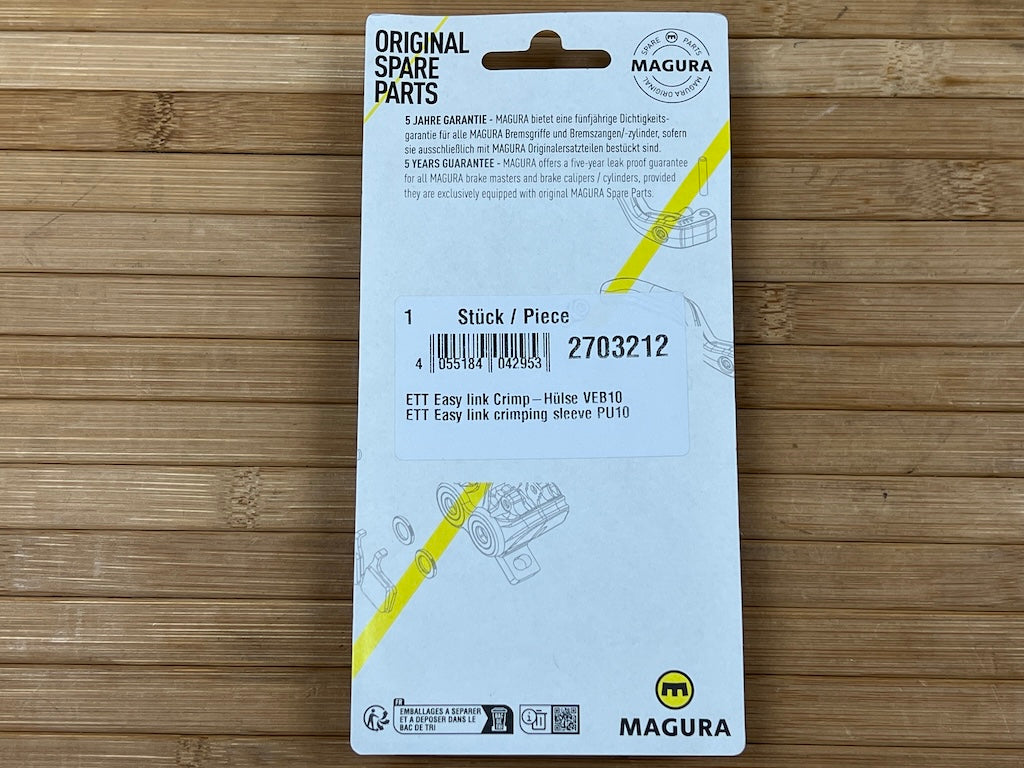 ORIGINAL
SPARE
PARTS
SPARE PARTS
MAGURA
MAGURA ORIGINAL
5 JAHRE GARANTIE - MAGURA bietet eine fünfjährige Dichtigkeits-
garantie für alle MAGURA Bremsgriffe und Bremszangen/-zylinder, sofern
sie ausschließlich mit MAGURA Originalersatzteilen bestückt sind.
5 YEARS GUARANTEE - MAGURA offers a five-year leak proof guarantee
for all MAGURA brake masters and brake calipers / cylinders, provided
they are exclusively equipped with original MAGURA Spare Parts.
1 Stück / Piece
4 055184 042953 2703212
ETT Easy link Crimp-Hülse VEB10
ETT Easy link crimping sleeve PU10
FR
EMBALLAGES A SEPARER
ET A DEPOSER DANS LE
BAC DE TRI
MAGURA